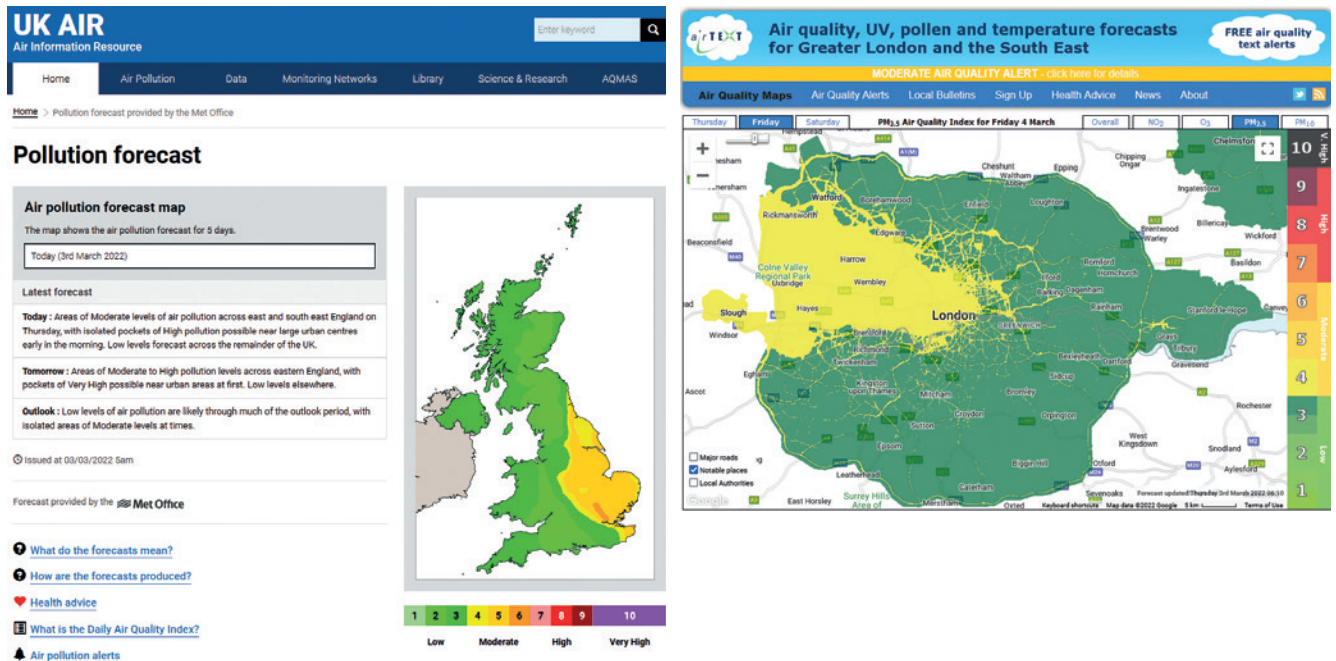 UK AIR
Air Information Resource
Enter keyword
Home Air Pollution Data Monitoring Networks Library Science & Research AQMAS
Home > Pollution forecast provided by the Met Office
Pollution forecast
Air pollution forecast map
The map shows the air pollution forecast for 5 days.
Today (3rd March 2022)
Latest forecast
Today : Areas of Moderate levels of air pollution across east and south east England on
Thursday, with isolated pockets of High pollution possible near large urban centres
early in the morning. Low levels forecast across the remainder of the UK.
Tomorrow : Areas of Moderate to High pollution levels across eastern England, with
pockets of Very High possible near urban areas at first. Low levels elsewhere.
Outlook : Low levels of air pollution are likely through much of the outlook period, with
isolated areas of Moderate levels at times.
Issued at 03/03/2022 5am
Forecast provided by the Met Office
What do the forecasts mean?
How are the forecasts produced?
Health advice
What is the Daily Air Quality Index?
Air pollution alerts
1 2 3 4 5 6 7 8 9 10
Low Moderate High Very High
airTEXT
Air quality, UV, pollen and temperature forecasts
for Greater London and the South East
FREE air quality
text alerts
MODERATE AIR QUALITY ALERT - click here for details
Air Quality Maps Air Quality Alerts Local Bulletins Sign Up Health Advice News About
Thursday Friday Saturday PM2.5 Air Quality Index for Friday 4 March Overall NO2 O3 PM2.5 PM10
Hempstead
Chelmsfor
Cheshunt
Epping
Chipping
Ongar
Waltham
Abbey
Ingatestone
Watford
Borehamwood
Enfield
Loughton
Rickmansworth
Edgware
Brentwood
Warley
Billericay
Wickford
Beaconsfield
Harrow
Romford
Hornchurch
Basildon
Colne Valley
Regional Park
Uxbridge
Wembley
Ilford
Barking
Dagenham
Slough
Hayes
London
Rainham
Stanford-le-Hope
Canvey
Windsor
Brentford
GREENWICH
Grays
Richmond
Tilbury
Twickenham
Bexleyheath
Dartford
Gravesend
Egham
Sidcup
Ascot
Kingston
upon Thames
Mitcham
Bromley
Rochester
Croydon
Orpington
Sutton
Epsom
West
Kingsdown
Snodland
Biggin Hill
Otford
Aylesford
Leatherhead
Caterham
East Horsley
Surrey Hills
Area of
Merstham
Oxted
Sevenoaks
Major roads
Notable places
Local Authorities
Google
Forecast updated Thursday 3rd March 2022 06:10
Keyboard shortcuts Map data ©2022 Google 5 km Terms of Use
10 V. High
9
8 High
7
6
5 Moderate
4
3
2 Low
1